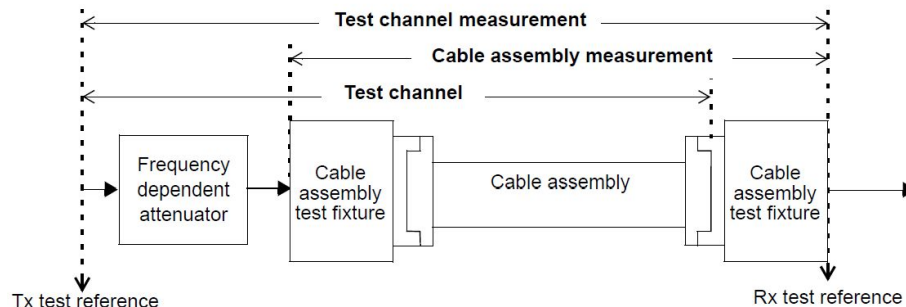 Test channel measurement
Cable assembly measurement
Test channel
Frequency
dependent
attenuator
Cable
assembly
test fixture
Cable assembly
Cable
assembly
test fixture
Tx test reference
Rx test reference